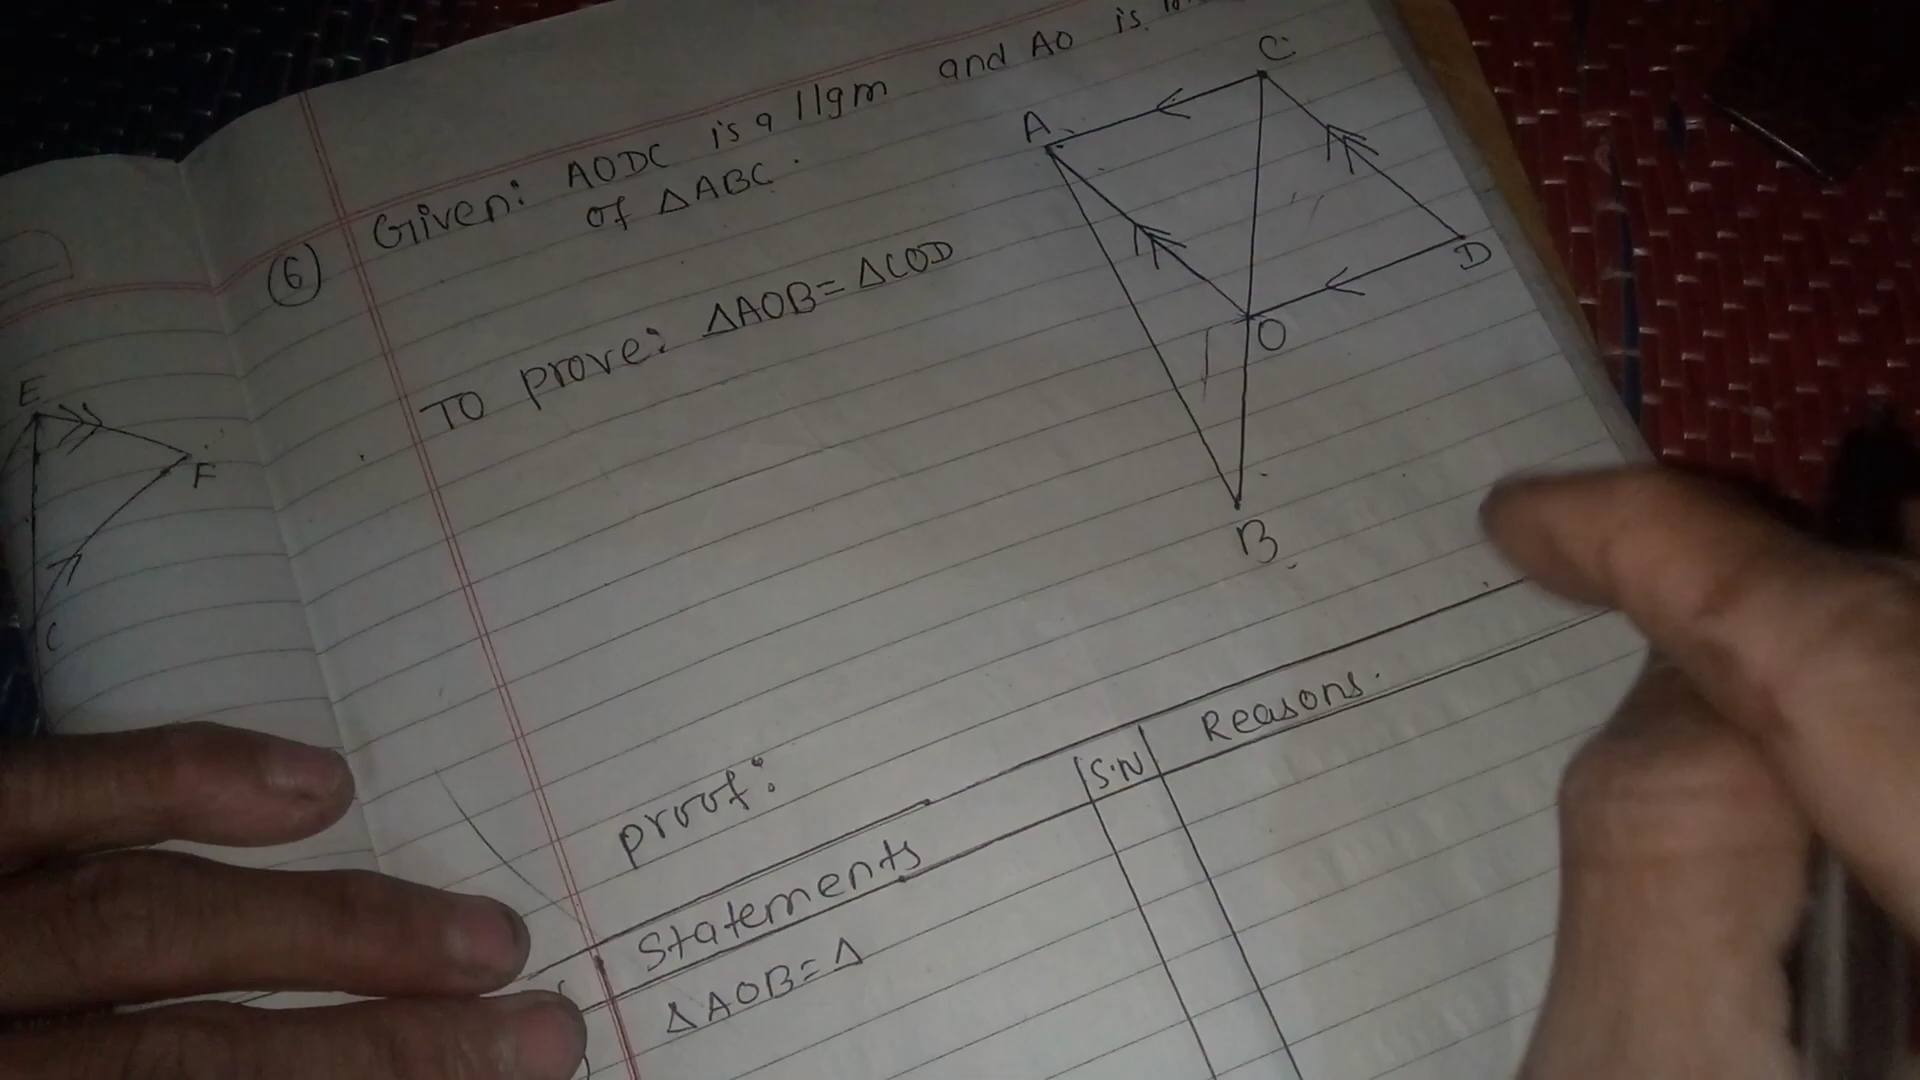 Given: AODC is a llgm and AO is
of ΔABC.
(6)
To prove: ΔAOB = ΔCOD
A
C
D
O
B
E
F
C
proof:
Statements S.N Reasons.
ΔAOB = Δ